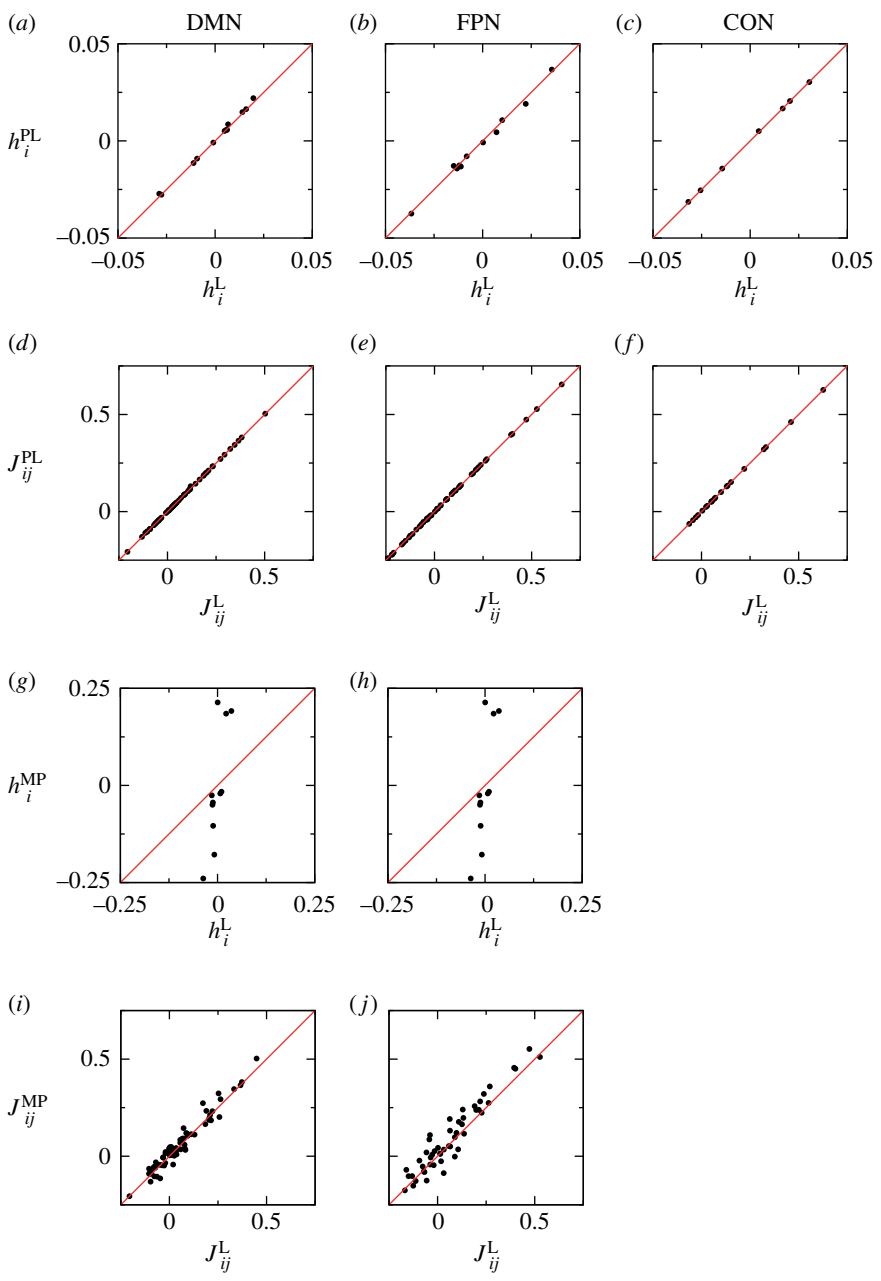 (a) DMN (b) FPN (c) CON
0.05
h_i^PL 0
−0.05
−0.05 0 0.05 −0.05 0 0.05 −0.05 0 0.05
h_i^L h_i^L h_i^L
(d) (e) (f)
0.5
J_ij^PL
0
0 0.5 0 0.5 0 0.5
J_ij^L J_ij^L J_ij^L
(g) (h)
0.25
h_i^MP 0
−0.25
−0.25 0 0.25 −0.25 0 0.25
h_i^L h_i^L
(i) (j)
0.5
J_ij^MP
0
0 0.5 0 0.5
J_ij^L J_ij^L